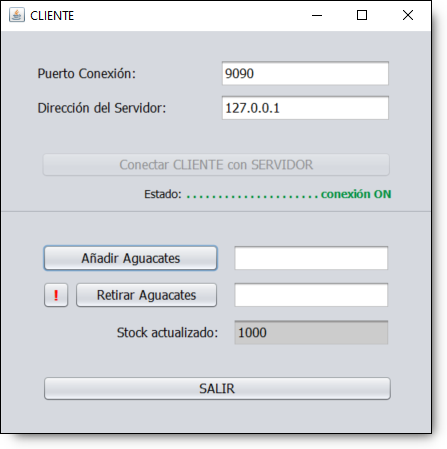 CLIENTE
Puerto Conexión: 9090
Dirección del Servidor: 127.0.0.1
Conectar CLIENTE con SERVIDOR
Estado: . . . . . . . . . . . . . . . . . . . . . conexión ON
Añadir Aguacates
! Retirar Aguacates
Stock actualizado: 1000
SALIR